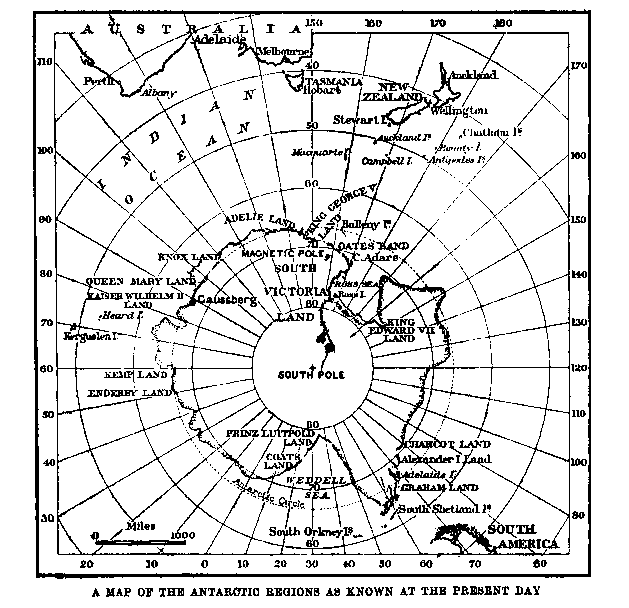 AUSTRALIA
150
160
170
180
110
Adelaide
Melbourne
Perth
Albany
40
TASMANIA
Hobart
NEW
ZEALAND
Auckland
170
Wellington
Stewart I.
INDIAN
OCEAN
50
Auckland Is
Chatham Is
Bounty I.
Antipodes Is
Macquarie I.
Campbell I.
100
160
60
90
150
ADELIE LAND
KING GEORGE V.
LAND
Balleny Is
70
OATES LAND
C. Adare
KNOX LAND
MAGNETIC POLE
SOUTH
VICTORIA
LAND
80
140
QUEEN MARY LAND
KAISER WILHELM II
LAND
Gaussberg
ROSS SEA
Ross I.
80
Heard I.
70
130
Kerguelen I.
KING
EDWARD VII
LAND
60
120
KEMP LAND
SOUTH POLE
ENDERBY LAND
50
110
80
PRINZ LUITPOLD
LAND
COATS
LAND
CHARCOT LAND
Alexander I Land
Adelaide I.
GRAHAM LAND
40
100
WEDDELL
SEA
70
Antarctic Circle
South Shetland Is
30
80
Miles
0 1000
South Orkney Is
60
SOUTH
AMERICA
20 10 0 10 20 30 40 50 60 70 80
A MAP OF THE ANTARCTIC REGIONS AS KNOWN AT THE PRESENT DAY